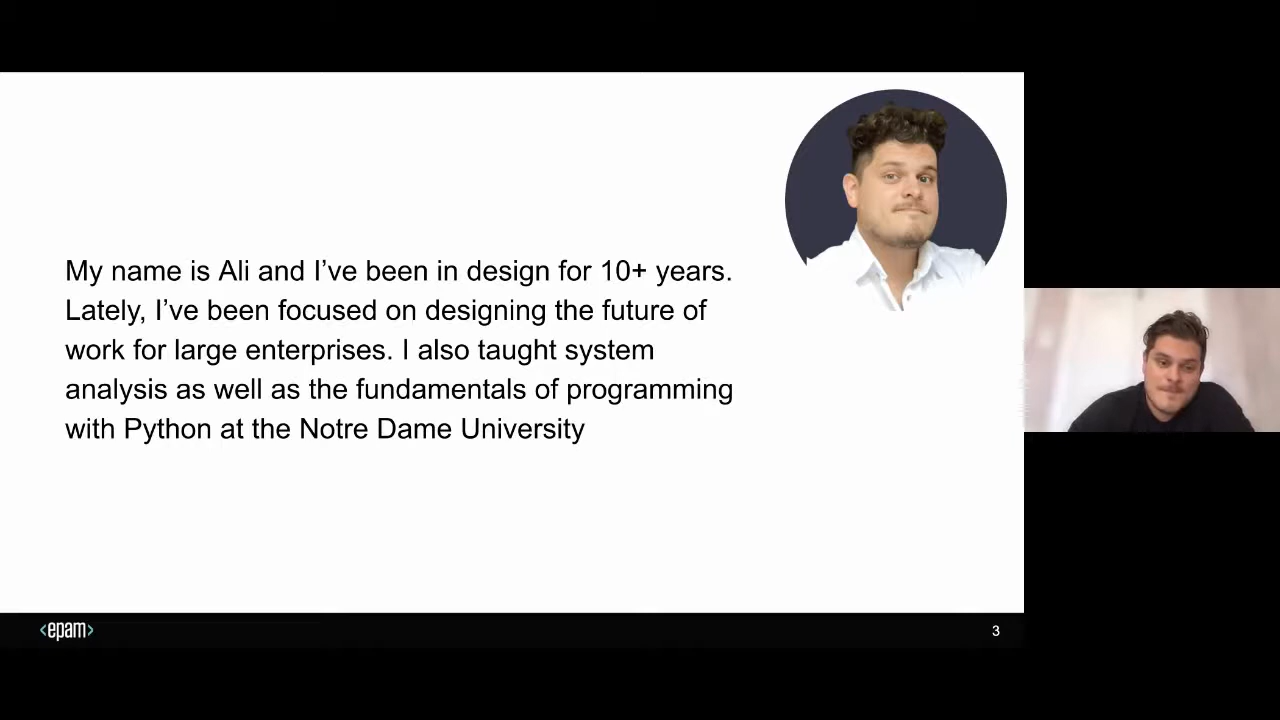 My name is Ali and I’ve been in design for 10+ years.
Lately, I’ve been focused on designing the future of
work for large enterprises. I also taught system
analysis as well as the fundamentals of programming
with Python at the Notre Dame University
<epam>
3